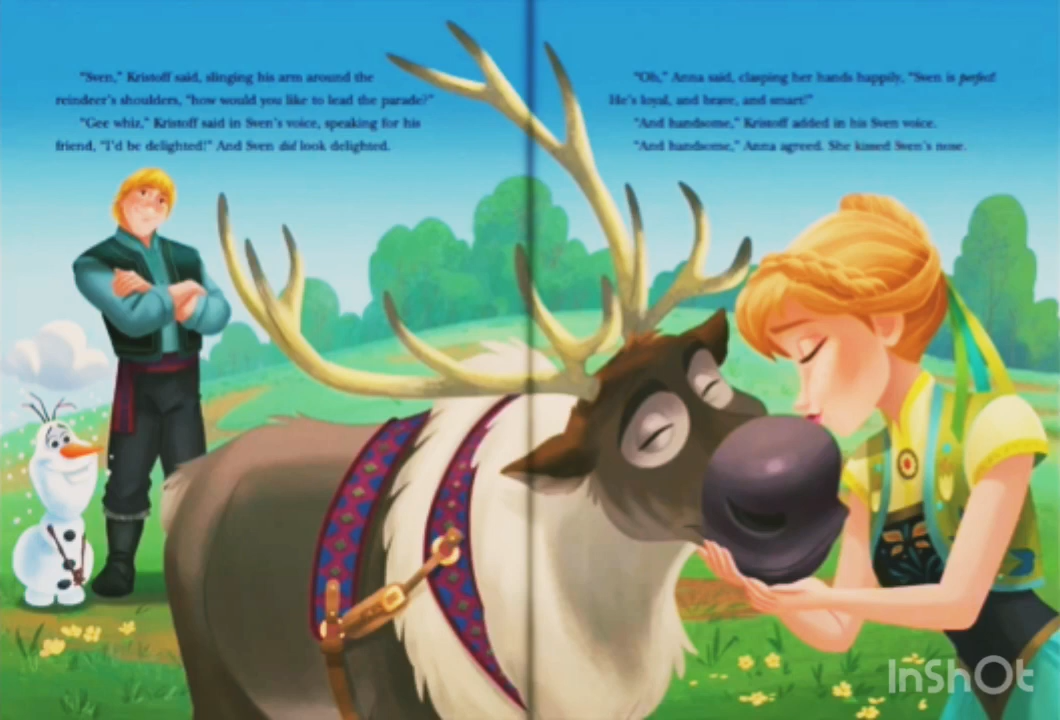 "Sven," Kristoff said, slinging his arm around the
reindeer's shoulders, "how would you like to lead the parade?"
"Gee whiz," Kristoff said in Sven's voice, speaking for his
friend, "I'd be delighted!" And Sven did look delighted.
"Oh," Anna said, clasping her hands happily, "Sven is perfect!
He's loyal, and brave, and smart!"
"And handsome," Kristoff added in his Sven voice.
"And handsome," Anna agreed. She kissed Sven's nose.
InShOt